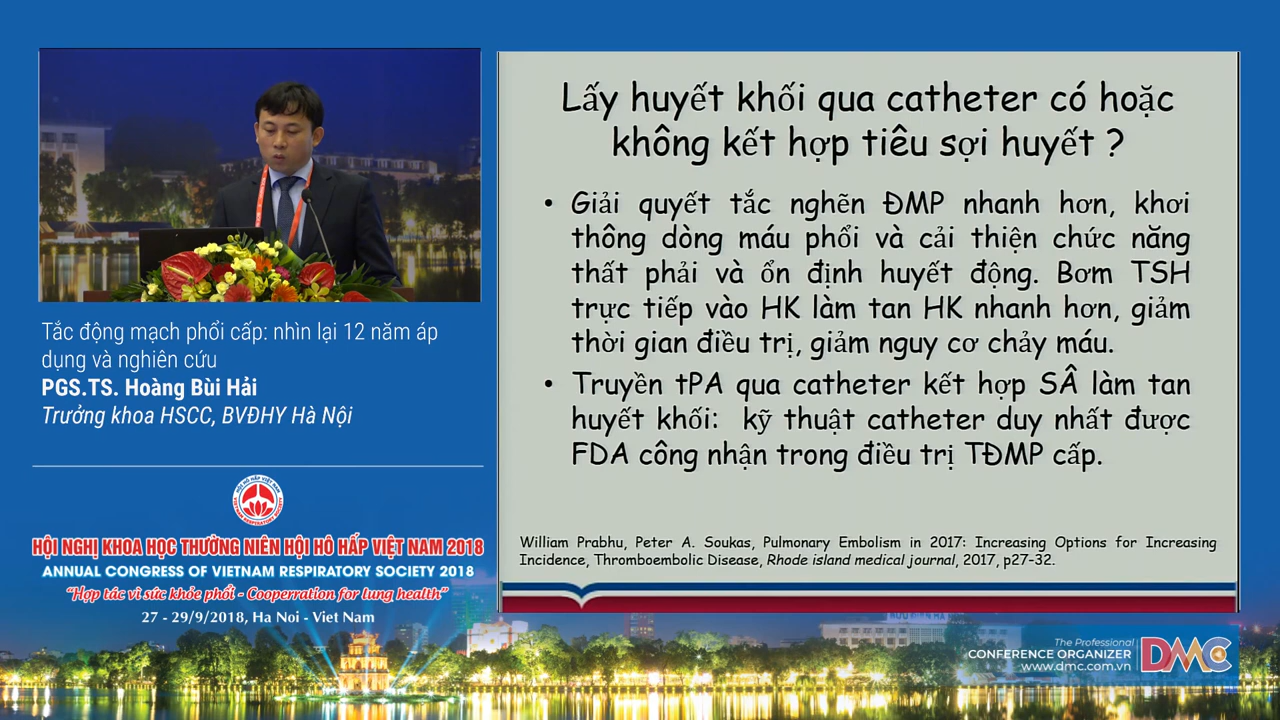 Tắc động mạch phổi cấp: nhìn lại 12 năm áp
dụng và nghiên cứu
PGS.TS. Hoàng Bùi Hải
Trưởng khoa HSCC, BVĐHY Hà Nội
HỘI HÔ HẤP VIỆT NAM
VIETNAM RESPIRATORY SOCIETY
HỘI NGHỊ KHOA HỌC THƯỜNG NIÊN HỘI HÔ HẤP VIỆT NAM 2018
ANNUAL CONGRESS OF VIETNAM RESPIRATORY SOCIETY 2018
“Hợp tác vì sức khỏe phổi - Cooperration for lung health”
27 - 29/9/2018, Ha Noi - Viet Nam
Lấy huyết khối qua catheter có hoặc
không kết hợp tiêu sợi huyết ?
• Giải quyết tắc nghẽn ĐMP nhanh hơn, khơi
thông dòng máu phổi và cải thiện chức năng
thất phải và ổn định huyết động. Bơm TSH
trực tiếp vào HK làm tan HK nhanh hơn, giảm
thời gian điều trị, giảm nguy cơ chảy máu.
• Truyền tPA qua catheter kết hợp SÂ làm tan
huyết khối: kỹ thuật catheter duy nhất được
FDA công nhận trong điều trị TĐMP cấp.
William Prabhu, Peter A. Soukas, Pulmonary Embolism in 2017: Increasing Options for Increasing
Incidence, Thromboembolic Disease, Rhode island medical journal, 2017, p27-32.
The Professional
CONFERENCE ORGANIZER
www.dmc.com.vn
DMC